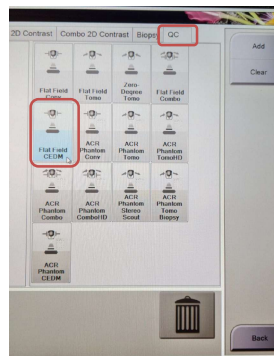 2D Contrast Combo 2D Contrast Biopsy QC
Add
Clear
Flat Field
Conv
Flat Field
Tomo
Zero
Degree
Tomo
Flat Field
Combo
Flat Field
CEDM
ACR
Phantom
Conv
ACR
Phantom
Tomo
ACR
Phantom
TomoHD
ACR
Phantom
Combo
ACR
Phantom
ComboHD
ACR
Phantom
Stereo
Scout
ACR
Phantom
Tomo
Biopsy
ACR
Phantom
CEDM
Back